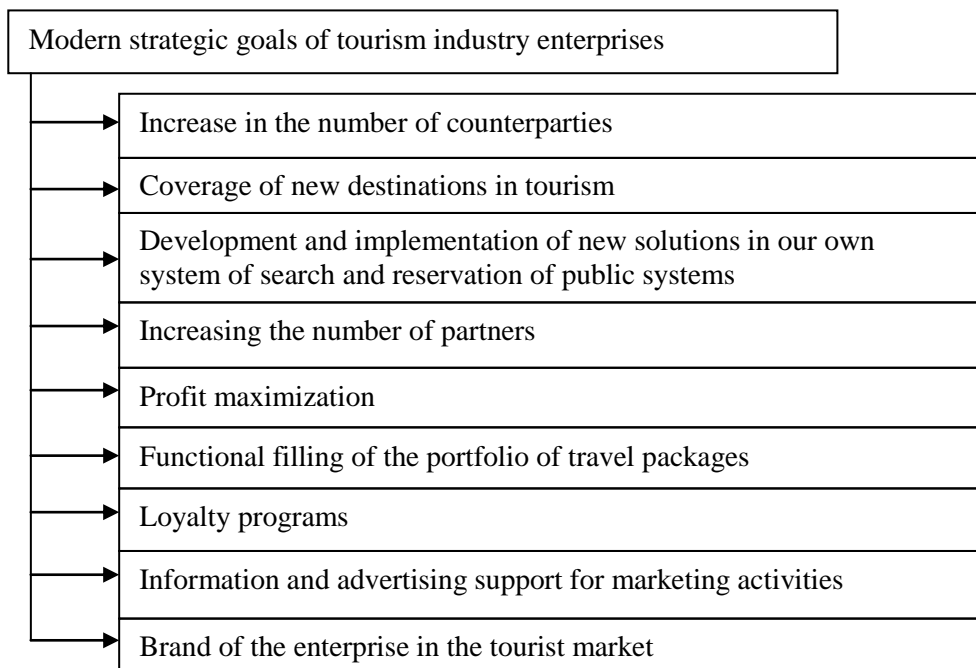 Modern strategic goals of tourism industry enterprises
Increase in the number of counterparties
Coverage of new destinations in tourism
Development and implementation of new solutions in our own
system of search and reservation of public systems
Increasing the number of partners
Profit maximization
Functional filling of the portfolio of travel packages
Loyalty programs
Information and advertising support for marketing activities
Brand of the enterprise in the tourist market